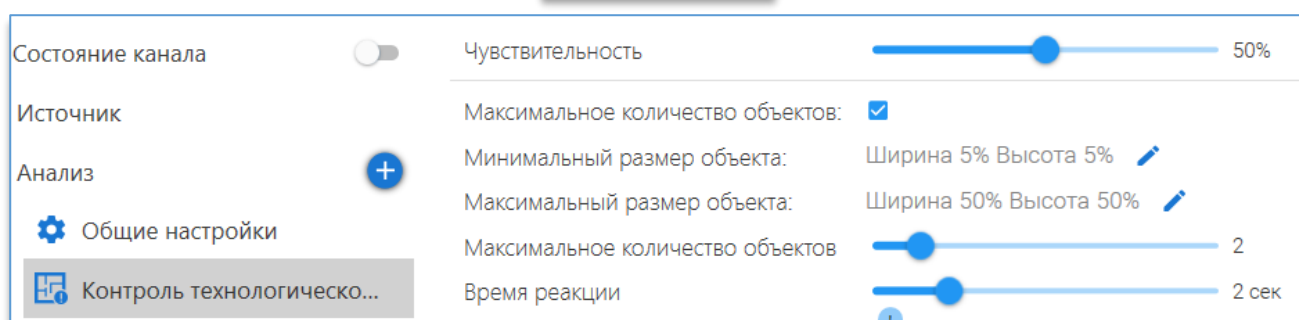 Состояние канала
Источник
Анализ
Общие настройки
Контроль технологическо...
Чувствительность 50%
Максимальное количество объектов:
Минимальный размер объекта: Ширина 5% Высота 5%
Максимальный размер объекта: Ширина 50% Высота 50%
Максимальное количество объектов 2
Время реакции 2 сек